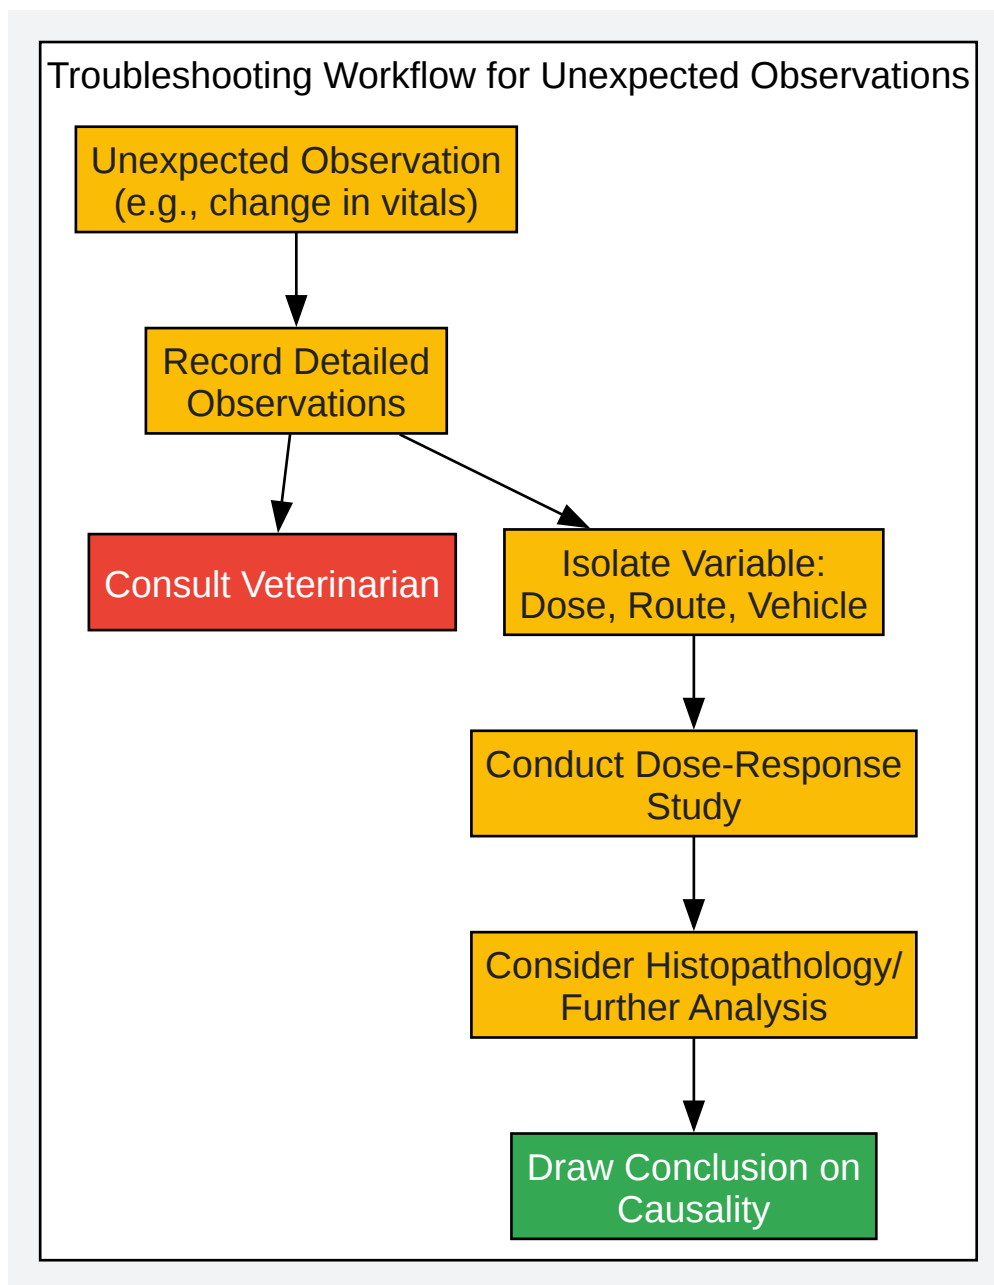 Troubleshooting Workflow for Unexpected Observations
Unexpected Observation
(e.g., change in vitals)
Record Detailed
Observations
Consult Veterinarian
Isolate Variable:
Dose, Route, Vehicle
Conduct Dose-Response
Study
Consider Histopathology/
Further Analysis
Draw Conclusion on
Causality